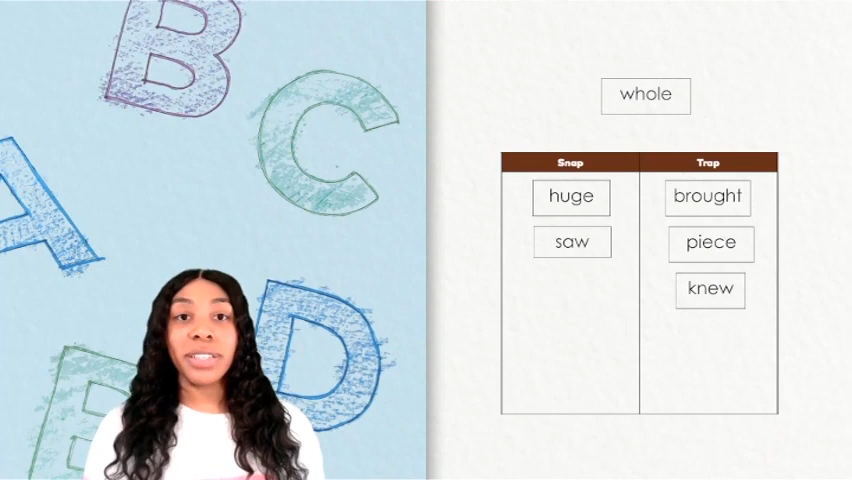 B
C
A
D
E
whole
Snap Trap
huge brought
saw piece
knew